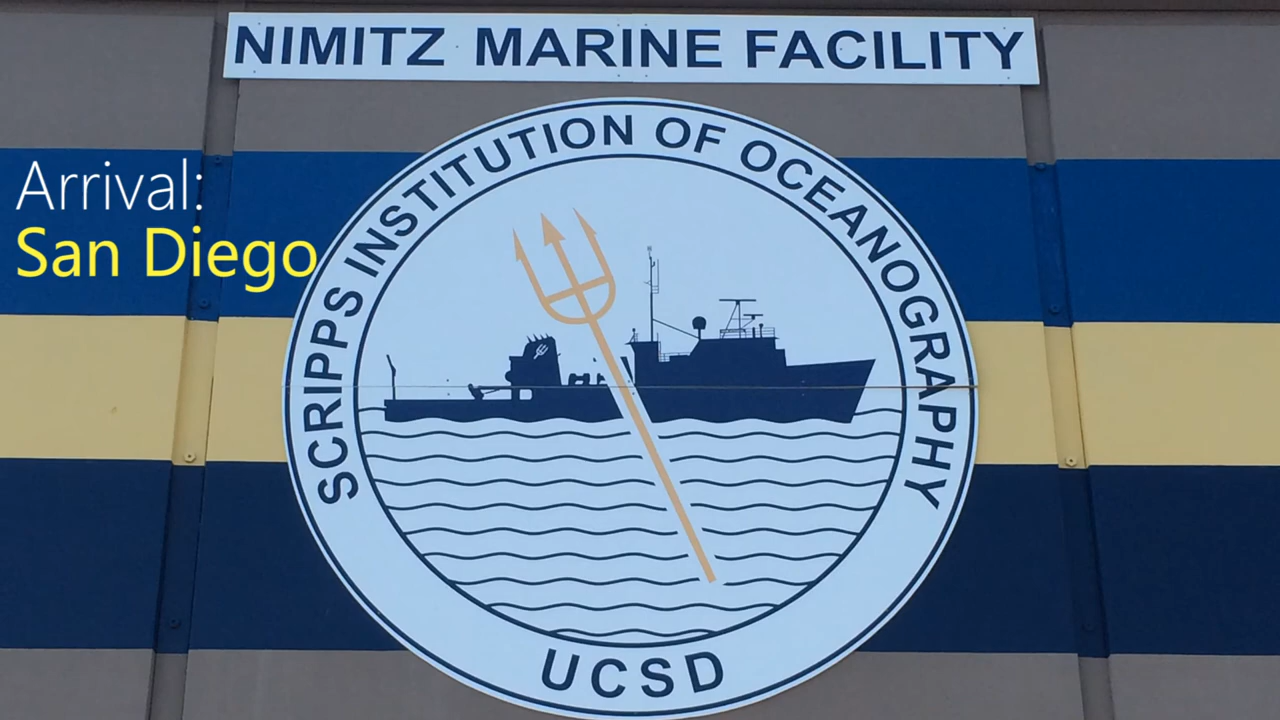 NIMITZ MARINE FACILITY
SCRIPPS INSTITUTION OF OCEANOGRAPHY
Arrival:
San Diego
UCSD